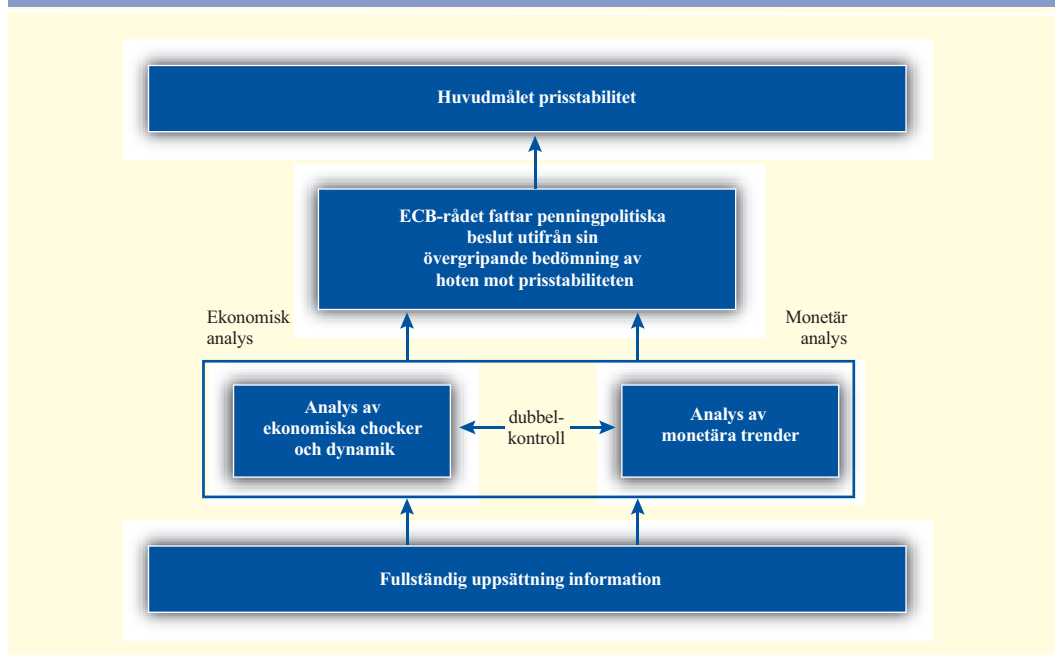 Huvudmålet prisstabilitet
ECB-rådet fattar penningpolitiska
beslut utifrån sin
övergripande bedömning av
hoten mot prisstabiliteten
Ekonomisk
analys
Monetär
analys
Analys av
ekonomiska chocker
och dynamik
dubbel-
kontroll
Analys av
monetära trender
Fullständig uppsättning information